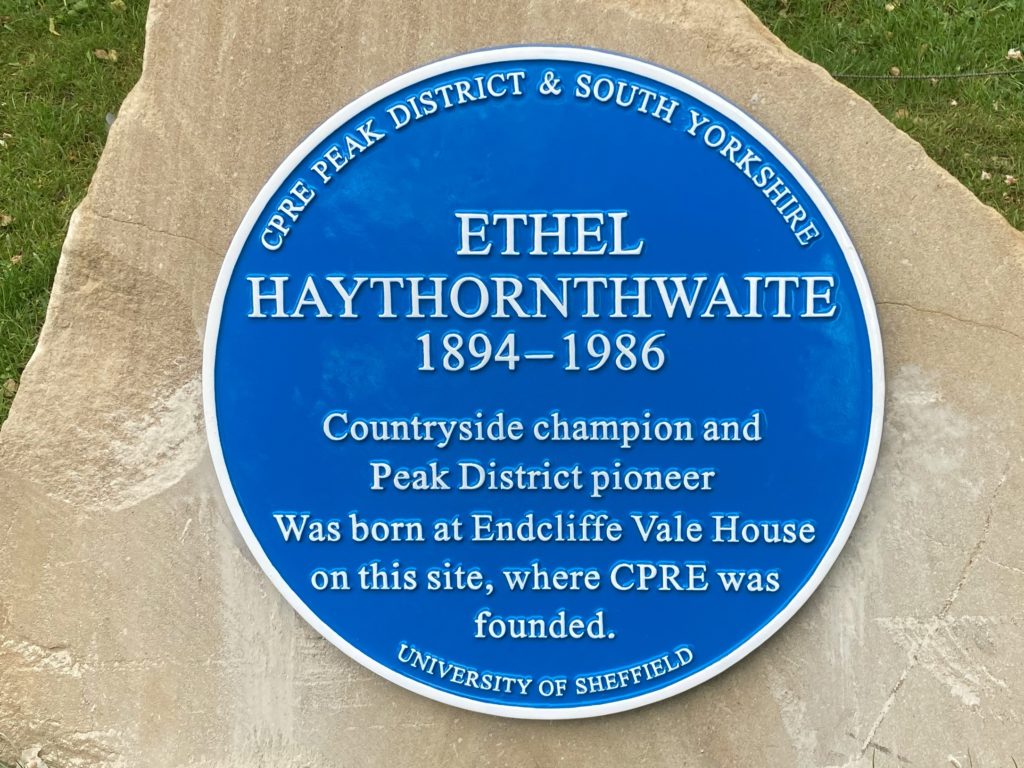 CPRE PEAK DISTRICT & SOUTH YORKSHIRE
ETHEL
HAYTHORNTHWAITE
1894–1986
Countryside champion and
Peak District pioneer
Was born at Endcliffe Vale House
on this site, where CPRE was
founded.
UNIVERSITY OF SHEFFIELD